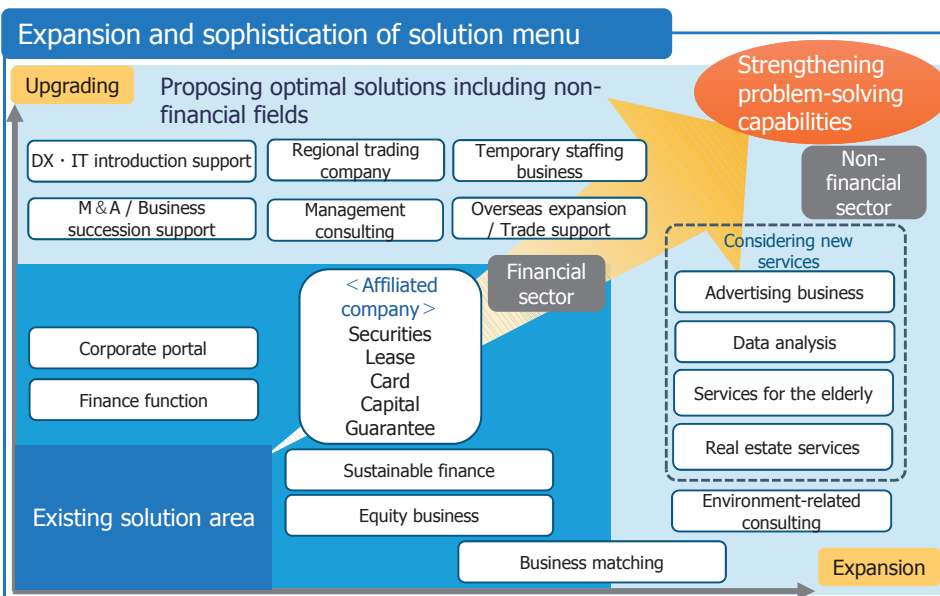 Expansion and sophistication of solution menu
Upgrading
Proposing optimal solutions including non-
financial fields
Strengthening
problem-solving
capabilities
DX・IT introduction support
Regional trading
company
Temporary staffing
business
Non-
financial
sector
M&A / Business
succession support
Management
consulting
Overseas expansion
/ Trade support
Considering new
services
Financial
sector
<Affiliated
company>
Securities
Lease
Card
Capital
Guarantee
Advertising business
Corporate portal
Data analysis
Finance function
Services for the elderly
Real estate services
Sustainable finance
Existing solution area
Equity business
Environment-related
consulting
Business matching
Expansion